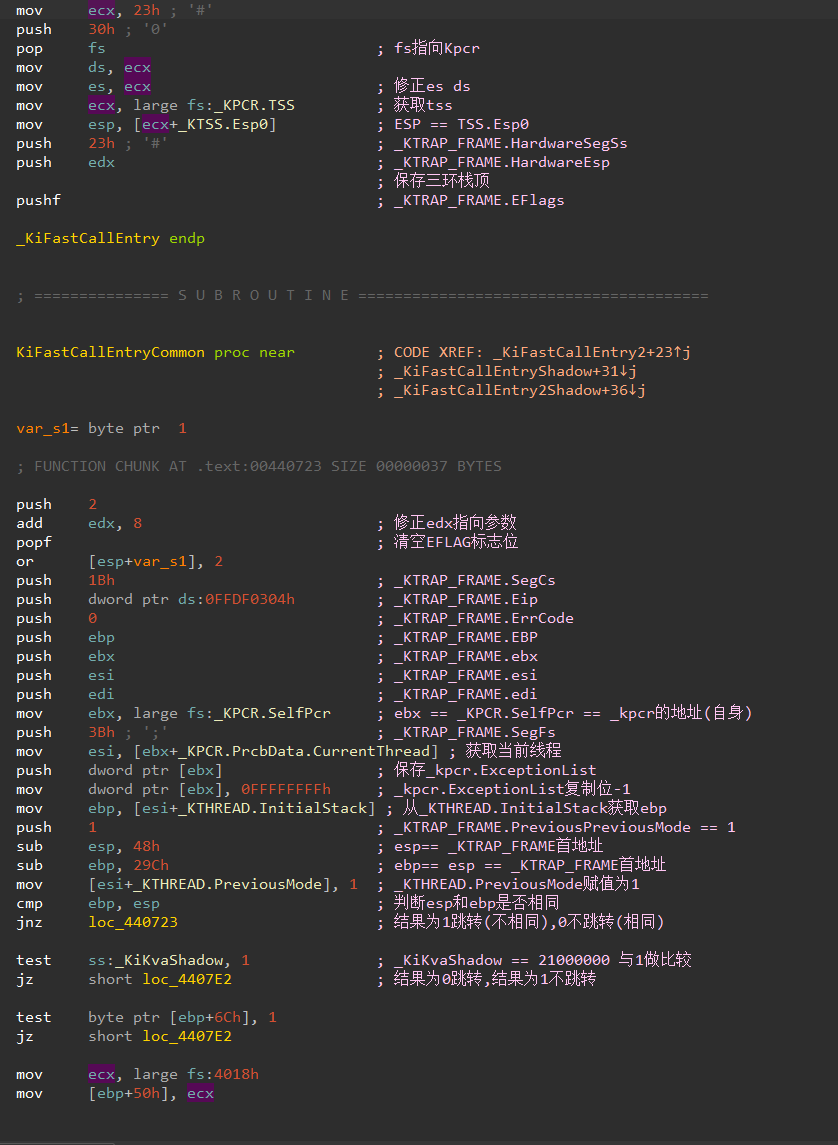 mov     ecx, 23h ; '#'
push    30h ; '0'
pop     fs                              ; fs指向Kpcr
mov     ds, ecx
mov     es, ecx                         ; 修正es ds
mov     ecx, large fs:_KPCR.TSS         ; 获取tss
mov     esp, [ecx+_KTSS.Esp0]           ; ESP == TSS.Esp0
push    23h ; '#'                       ; _KTRAP_FRAME.HardwareSegSs
push    edx                             ; _KTRAP_FRAME.HardwareEsp
                                        ; 保存三环栈顶
pushf                                   ; _KTRAP_FRAME.EFlags
_KiFastCallEntry endp
; =============== S U B R O U T I N E =======================================
KiFastCallEntryCommon proc near         ; CODE XREF: _KiFastCallEntry2+23↑j
                                        ; _KiFastCallEntryShadow+31↓j
                                        ; _KiFastCallEntry2Shadow+36↓j
var_s1= byte ptr  1
; FUNCTION CHUNK AT .text:00440723 SIZE 00000037 BYTES
push    2
add     edx, 8                          ; 修正edx指向参数
popf                                    ; 清空EFLAG标志位
or      [esp+var_s1], 2
push    1Bh                             ; _KTRAP_FRAME.SegCs
push    dword ptr ds:0FFDF0304h         ; _KTRAP_FRAME.Eip
push    0                               ; _KTRAP_FRAME.ErrCode
push    ebp                             ; _KTRAP_FRAME.EBP
push    ebx                             ; _KTRAP_FRAME.ebx
push    esi                             ; _KTRAP_FRAME.esi
push    edi                             ; _KTRAP_FRAME.edi
mov     ebx, large fs:_KPCR.SelfPcr     ; ebx == _KPCR.SelfPcr == _kpcr的地址(自身)
push    3Bh ; ';'                       ; _KTRAP_FRAME.SegFs
mov     esi, [ebx+_KPCR.PrcbData.CurrentThread] ; 获取当前线程
push    dword ptr [ebx]                 ; 保存_kpcr.ExceptionList
mov     dword ptr [ebx], 0FFFFFFFFh     ; _kpcr.ExceptionList复制位-1
mov     ebp, [esi+_KTHREAD.InitialStack] ; 从_KTHREAD.InitialStack获取ebp
push    1                               ; _KTRAP_FRAME.PreviousPreviousMode == 1
sub     esp, 48h                        ; esp== _KTRAP_FRAME首地址
sub     ebp, 29Ch                       ; ebp== esp == _KTRAP_FRAME首地址
mov     [esi+_KTHREAD.PreviousMode], 1  ; _KTHREAD.PreviousMode赋值为1
cmp     ebp, esp                        ; 判断esp和ebp是否相同
jnz     loc_440723                      ; 结果为1跳转(不相同),0不跳转(相同)
test    ss:_KiKvaShadow, 1              ; _KiKvaShadow == 21000000 与1做比较
jz      short loc_4407E2                ; 结果为0跳转,结果为1不跳转
test    byte ptr [ebp+6Ch], 1
jz      short loc_4407E2
mov     ecx, large fs:4018h
mov     [ebp+50h], ecx